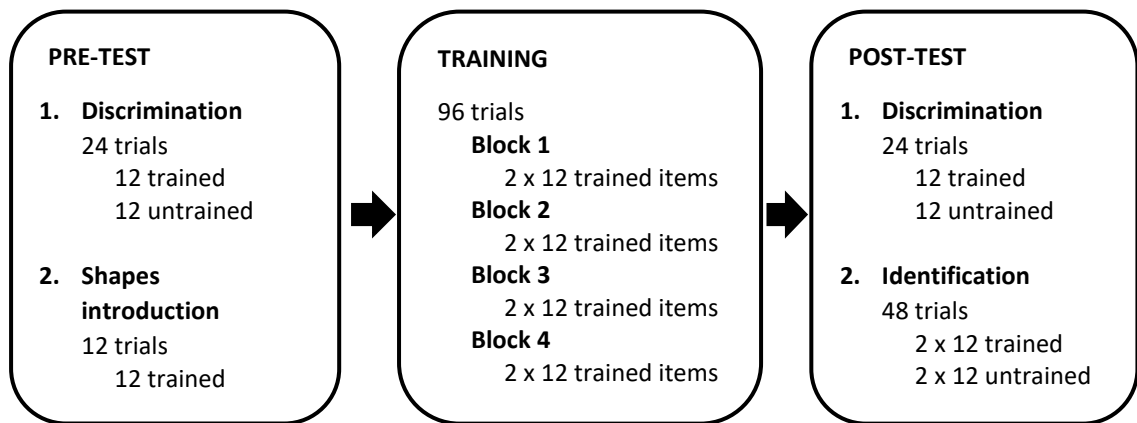 PRE-TEST
1. Discrimination
24 trials
12 trained
12 untrained
2. Shapes
introduction
12 trials
12 trained
TRAINING
96 trials
Block 1
2 x 12 trained items
Block 2
2 x 12 trained items
Block 3
2 x 12 trained items
Block 4
2 x 12 trained items
POST-TEST
1. Discrimination
24 trials
12 trained
12 untrained
2. Identification
48 trials
2 x 12 trained
2 x 12 untrained